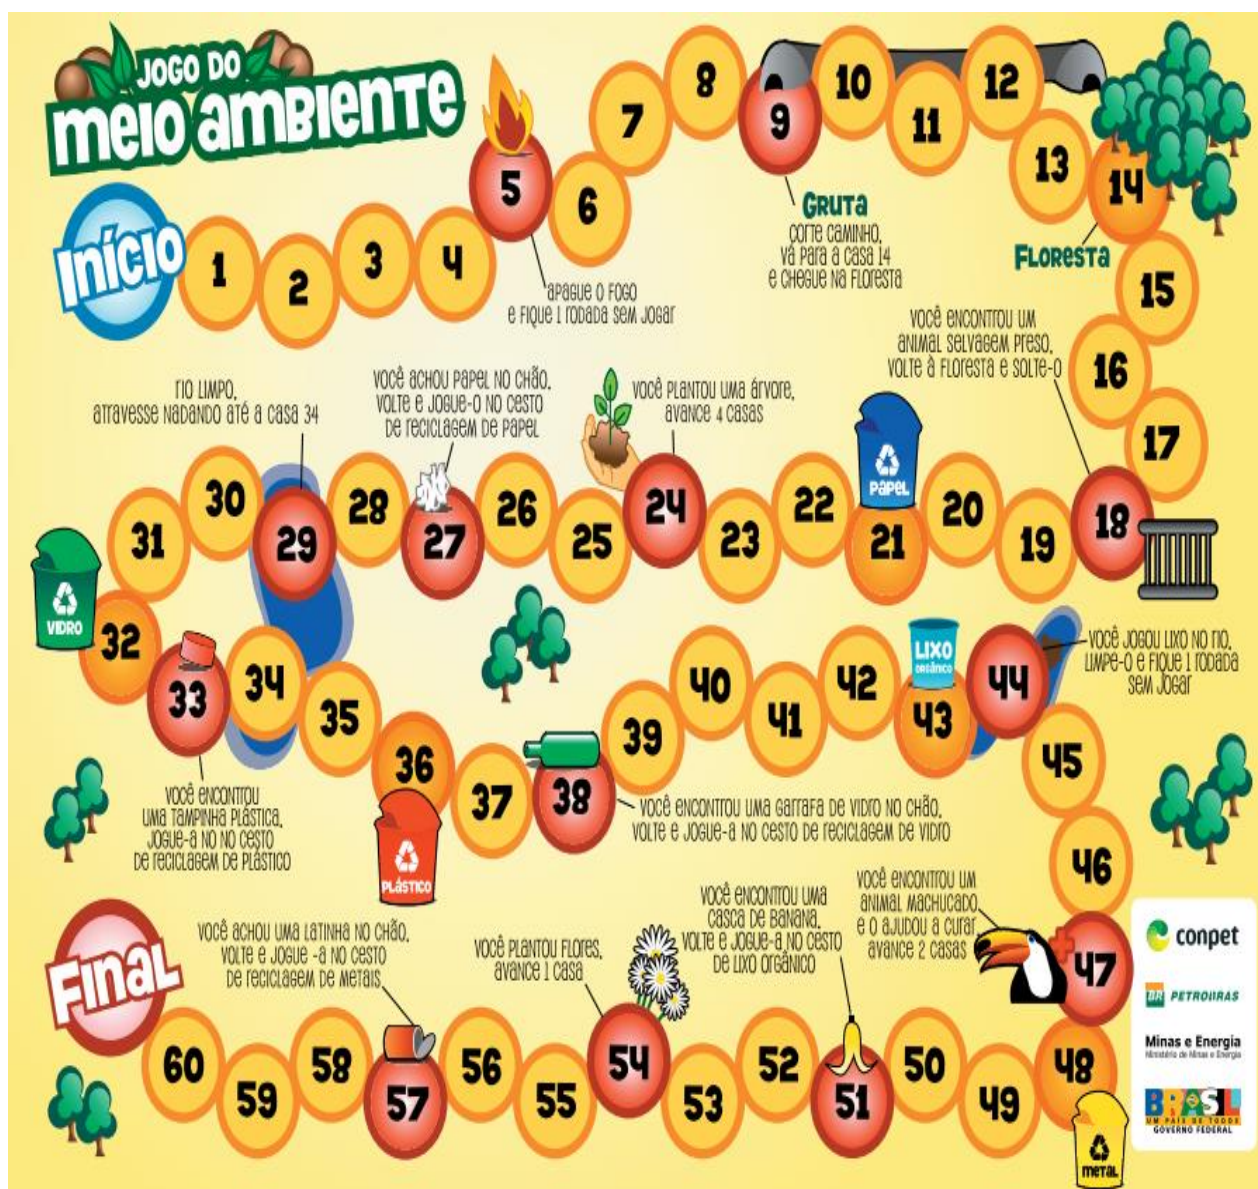 JOGO DO
meio ambiente
Início
1
2
3
4
5
6
7
8
9
10
11
12
13
14
apague o fogo
e fique 1 rodada sem jogar
Gruta
corte caminho,
vá para a casa 14
e chegue na floresta
Floresta
15
16
17
18
você encontrou um
animal selvagem preso,
volte à floresta e solte-o
19
20
21
PAPEL
22
23
24
você plantou uma árvore,
avance 4 casas
25
26
27
você achou papel no chão,
volte e jogue-o no cesto
de reciclagem de papel
28
29
rio limpo,
atravesse nadando até a casa 34
30
31
32
VIDRO
33
você encontrou
uma tampinha plástica,
jogue-a no no cesto
de reciclagem de plástico
34
35
36
PLÁSTICO
37
38
você encontrou uma garrafa de vidro no chão,
volte e jogue-a no cesto de reciclagem de vidro
39
40
41
42
43
LIXO
ORGÂNICO
44
você jogou lixo no rio,
limpe-o e fique 1 rodada
sem jogar
45
46
47
você encontrou um
animal machucado
e o ajudou a curar,
avance 2 casas
48
METAL
49
50
51
você encontrou uma
casca de banana,
volte e jogue-a no cesto
de lixo orgânico
52
53
54
você plantou flores,
avance 1 casa
55
56
57
você achou uma latinha no chão,
volte e jogue -a no cesto
de reciclagem de metais
58
59
60
Final
conpet
BR PETROBRAS
Minas e Energia
Ministério de Minas e Energia
BRASIL
UM PAÍS DE TODOS
GOVERNO FEDERAL